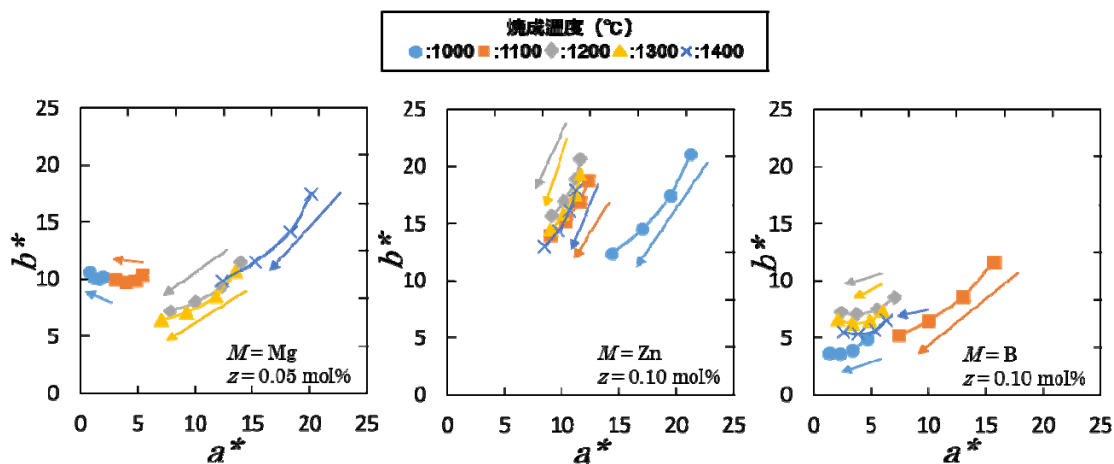 焼成温度（℃）
:1000 :1100 :1200 :1300 :1400
25
20
15
10
5
0
b*
M = Mg
z = 0.05 mol%
0 5 10 15 20 25
a*
25
20
15
10
5
0
b*
M = Zn
z = 0.10 mol%
0 5 10 15 20 25
a*
25
20
15
10
5
0
b*
M = B
z = 0.10 mol%
0 5 10 15 20 25
a*